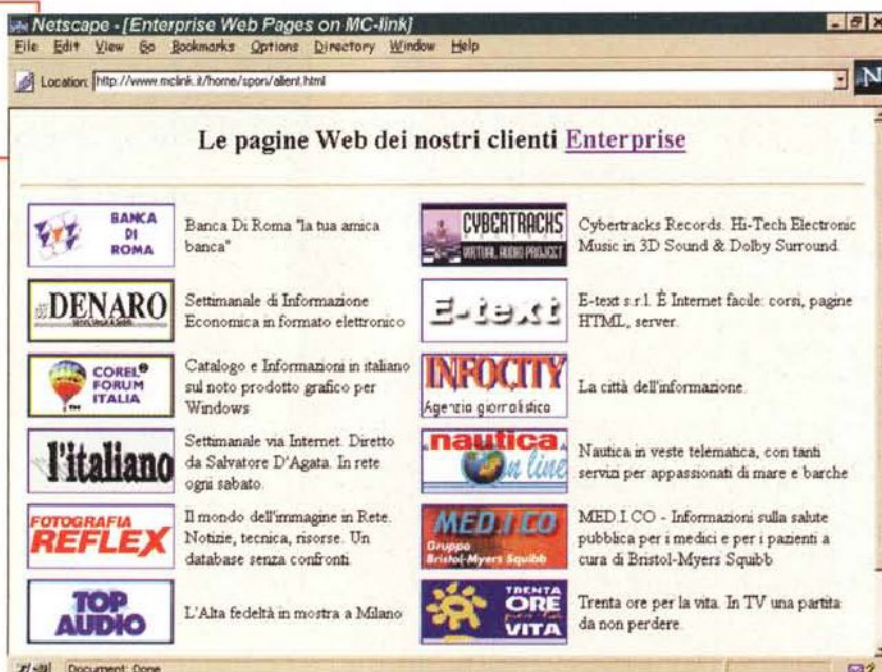 Netscape - [Enterprise Web Pages on MC-link]
File Edit View Go Bookmarks Options Directory Window Help
Location: http://www.mclink.it/home/spon/allent.html
N
Le pagine Web dei nostri clienti Enterprise
BANCA
DI
ROMA
Banca Di Roma "la tua amica
banca"
CYBERTRACKS
VIRTUAL AUDIO PROJECT
Cybertracks Records. Hi-Tech Electronic
Music in 3D Sound & Dolby Surround.
DENARO
Settimanale di Informazione
Economica in formato elettronico
E-text
E-text s.r.l. È Internet facile: corsi, pagine
HTML, server.
COREL
FORUM
ITALIA
Catalogo e Informazioni in italiano
sul noto prodotto grafico per
Windows
INFOCITY
Agenzia giornalistica
La città dell'informazione.
l'italiano
Settimanale via Internet. Diretto
da Salvatore D'Agata. In rete
ogni sabato.
nautica
On line
Nautica in veste telematica, con tanti
servizi per appassionati di mare e barche
FOTOGRAFIA
REFLEX
Il mondo dell'immagine in Rete.
Notizie, tecnica, risorse. Un
database senza confronti.
MED.I.CO
Gruppo
Bristol-Myers Squibb
MED.I.CO - Informazioni sulla salute
pubblica per i medici e per i pazienti a
cura di Bristol-Myers Squibb
TOP
AUDIO
L'Alta fedeltà in mostra a Milano
TRENTA
ORE
per la
VITA
Trenta ore per la vita. In TV una partita
da non perdere.
Document: Done